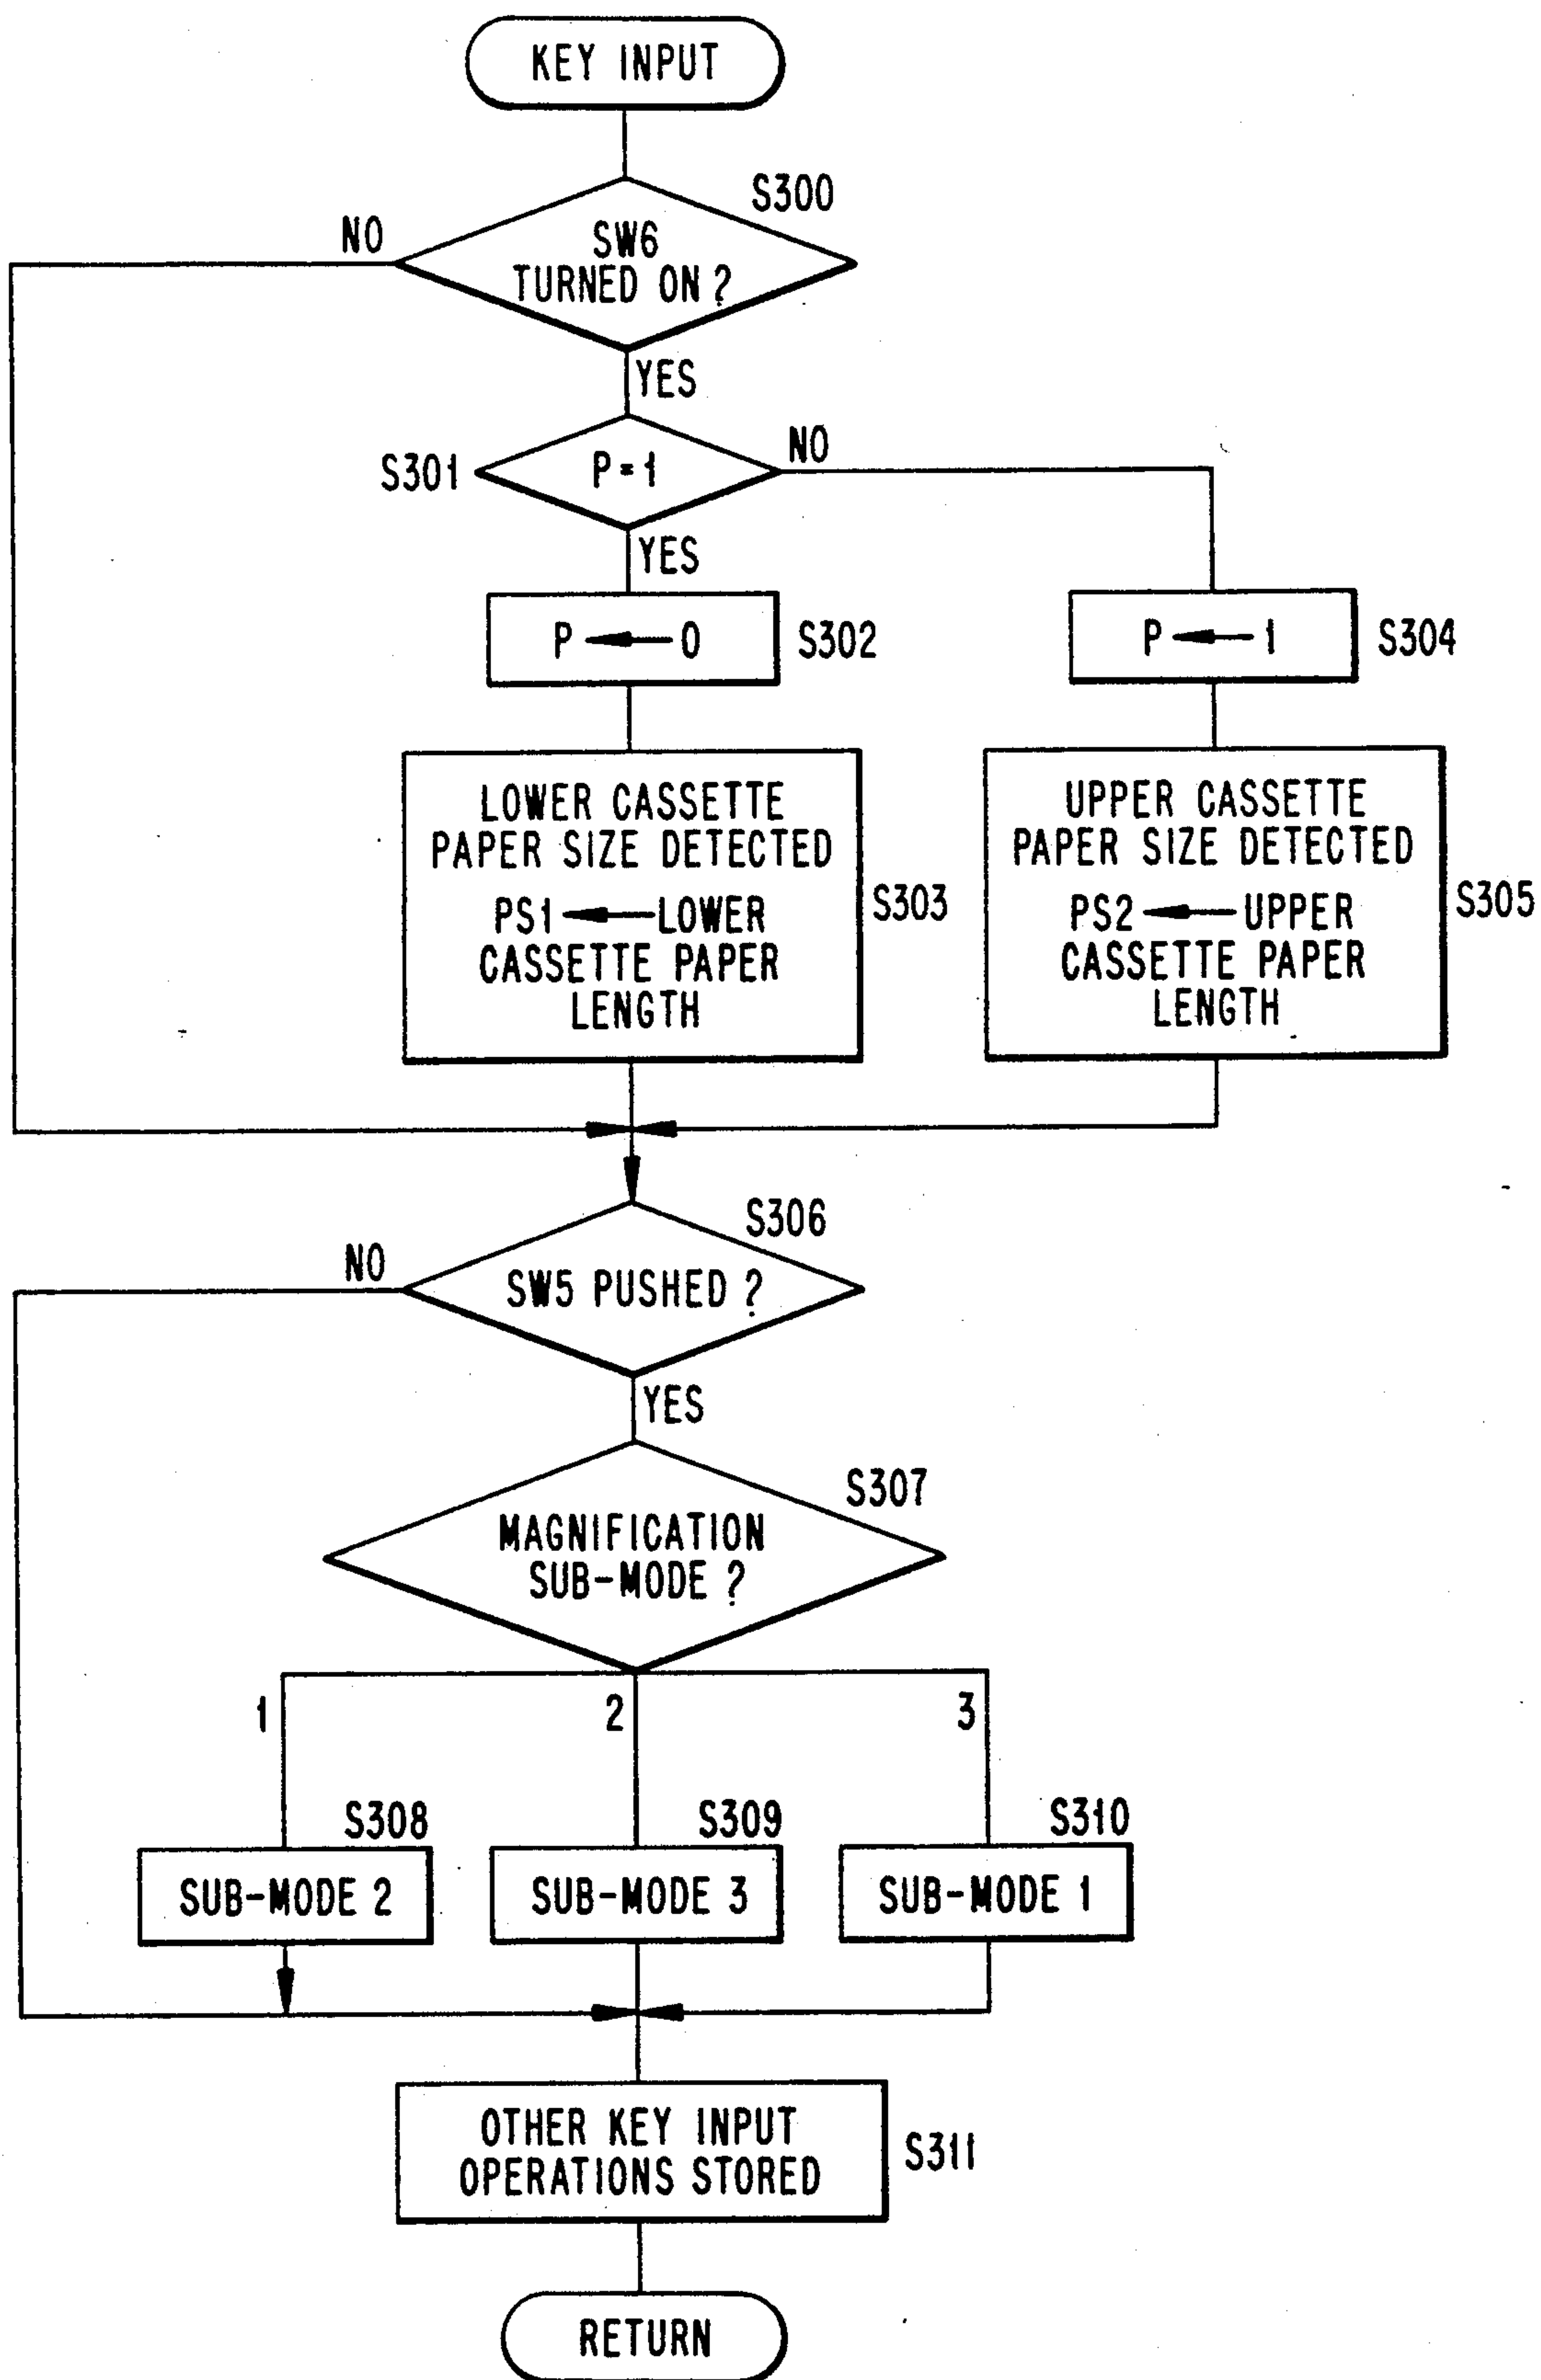 KEY INPUT
S300
NO
SW6
TURNED ON ?
YES
S301
P=1
NO
YES
P ← 0
S302
P ← 1
S304
LOWER CASSETTE
PAPER SIZE DETECTED
PS1 ← LOWER
CASSETTE PAPER
LENGTH
S303
UPPER CASSETTE
PAPER SIZE DETECTED
PS2 ← UPPER
CASSETTE PAPER
LENGTH
S305
S306
NO
SW5 PUSHED ?
YES
S307
MAGNIFICATION
SUB-MODE ?
1
2
3
S308
SUB-MODE 2
S309
SUB-MODE 3
S310
SUB-MODE 1
OTHER KEY INPUT
OPERATIONS STORED
S311
RETURN